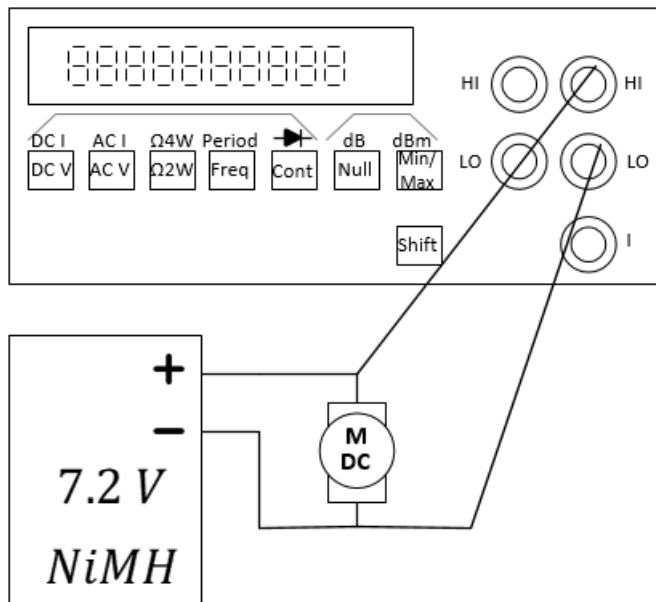 HI HI
DC I AC I Ω4W Period dB dBm
DC V AC V Ω2W Freq Cont Null Min/
Max
LO LO
Shift
I
+
−
M
DC
7.2 V
NiMH